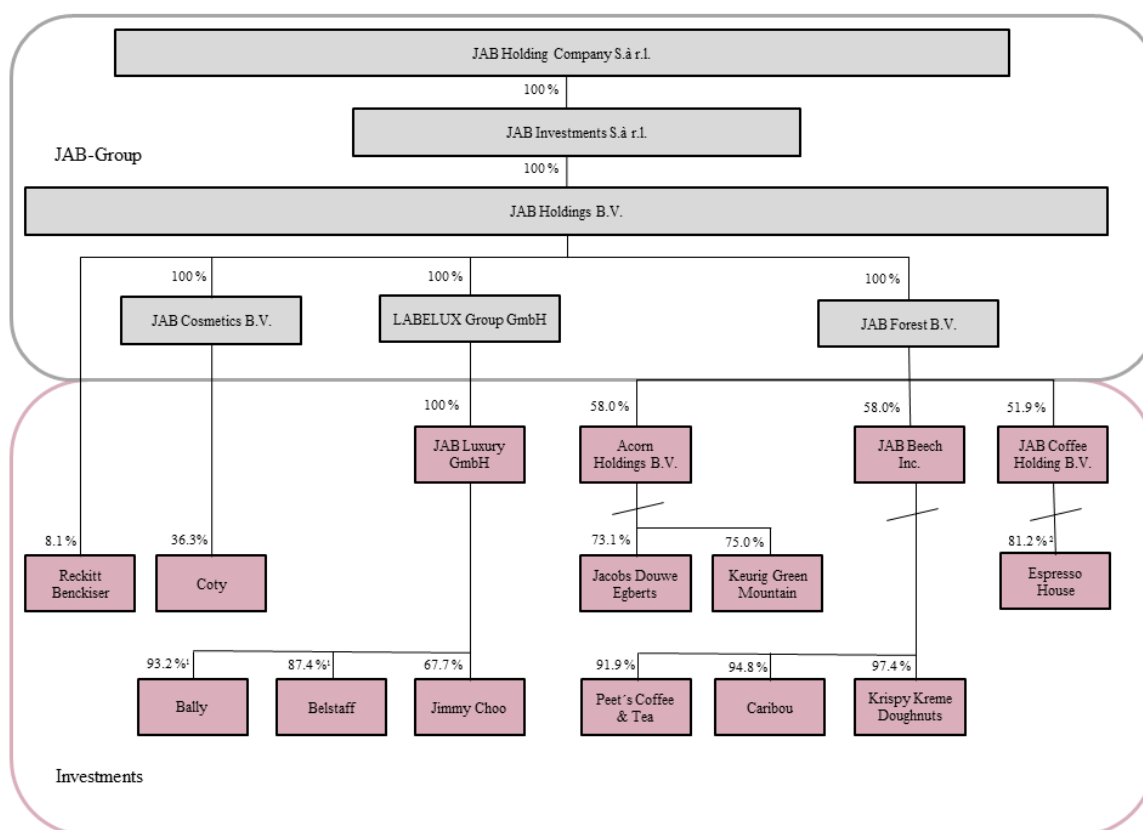 JAB Holding Company S.à r.l.
100 %
JAB Investments S.à r.l.
JAB-Group
100 %
JAB Holdings B.V.
100 %
100 %
100 %
JAB Cosmetics B.V.
LABELUX Group GmbH
JAB Forest B.V.
100 %
58.0 %
58.0%
51.9 %
JAB Luxury
GmbH
Acorn
Holdings B.V.
JAB Beech
Inc.
JAB Coffee
Holding B.V.
8.1 %
36.3%
73.1 %
75.0 %
81.2 %²
Reckitt
Benckiser
Coty
Jacobs Douwe
Egberts
Keurig Green
Mountain
Espresso
House
93.2 %¹
87.4 %¹
67.7 %
91.9 %
94.8 %
97.4 %
Bally
Belstaff
Jimmy Choo
Peet´s Coffee
& Tea
Caribou
Krispy Kreme
Doughnuts
Investments